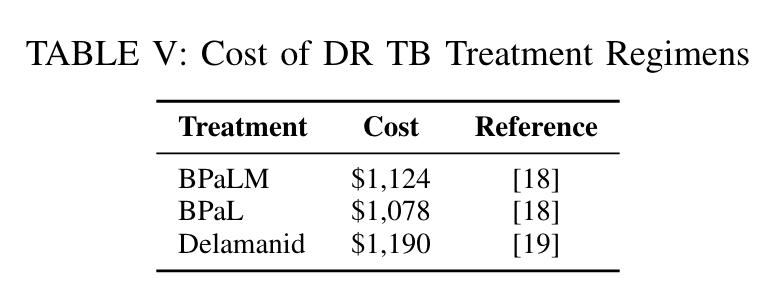 TABLE V: Cost of DR TB Treatment Regimens
Treatment Cost Reference
BPaLM $1,124 [18]
BPaL $1,078 [18]
Delamanid $1,190 [19]